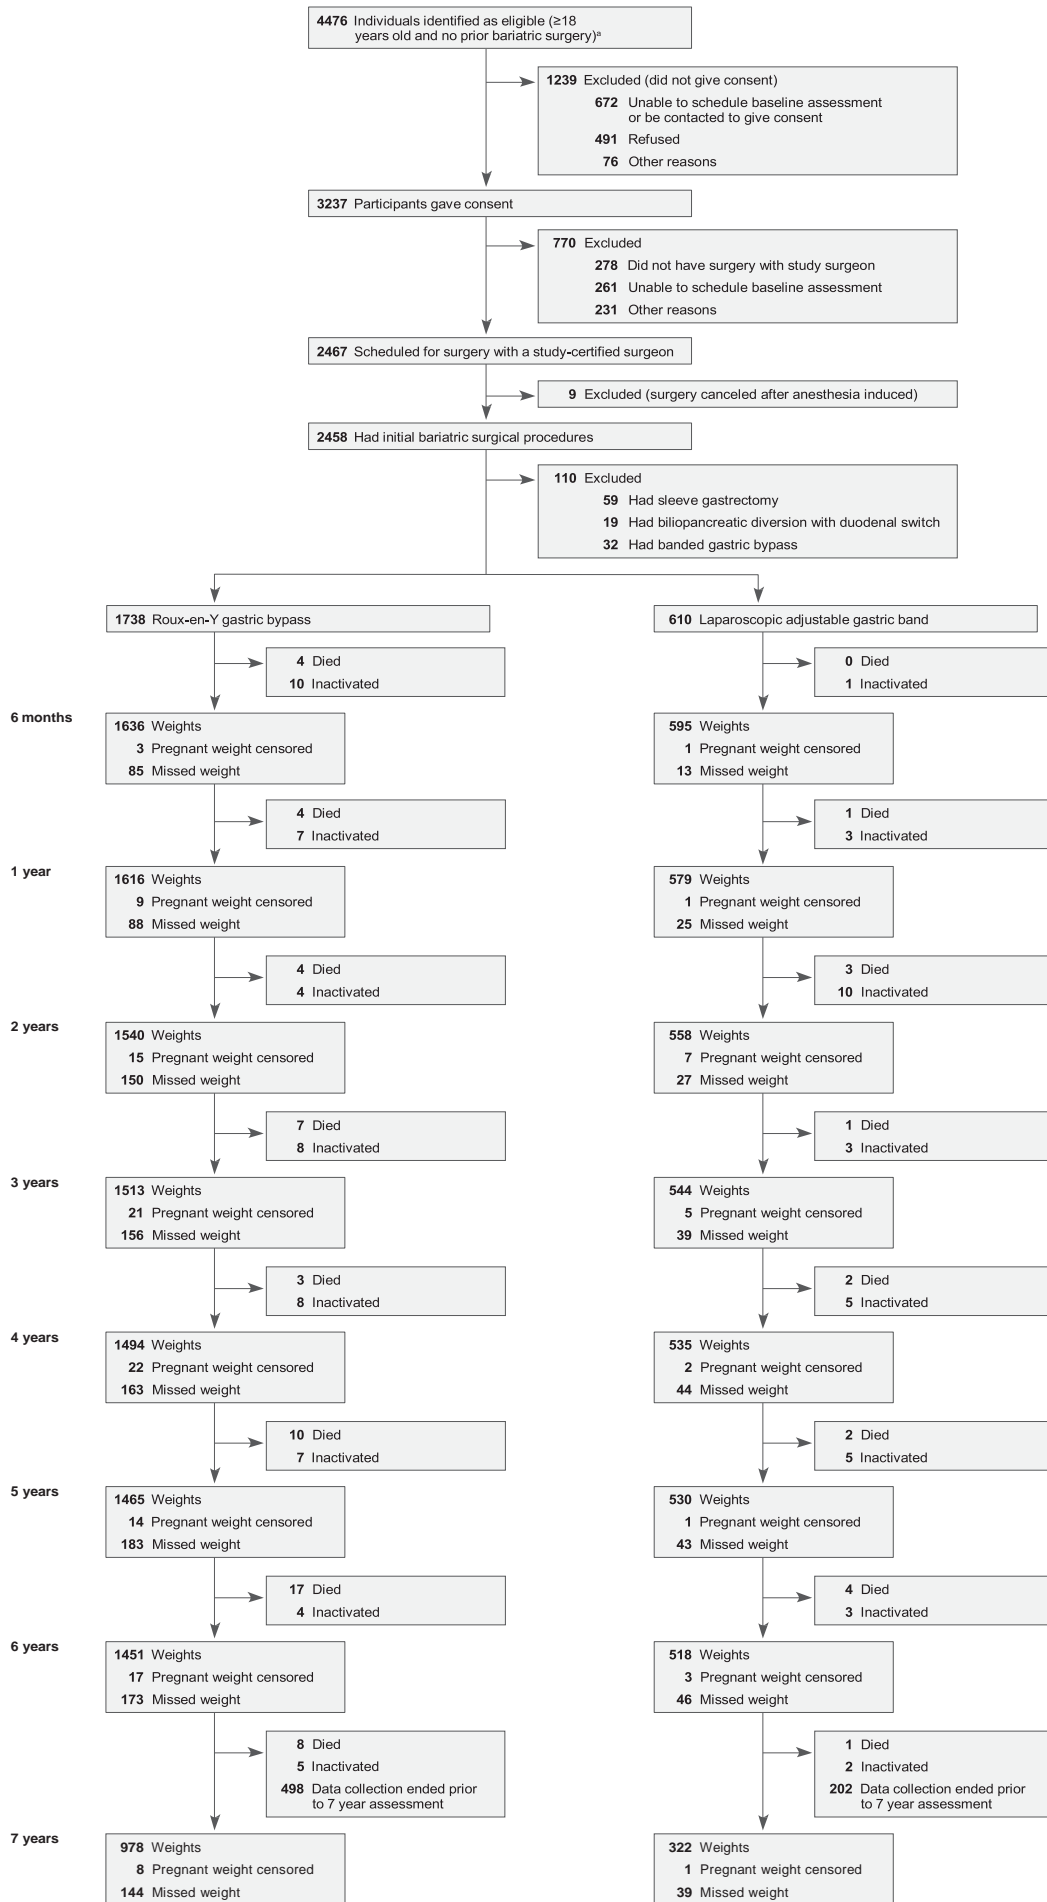 4476 Individuals identified as eligible (≥18
years old and no prior bariatric surgery)ᵃ
1239 Excluded (did not give consent)
672 Unable to schedule baseline assessment
or be contacted to give consent
491 Refused
76 Other reasons
3237 Participants gave consent
770 Excluded
278 Did not have surgery with study surgeon
261 Unable to schedule baseline assessment
231 Other reasons
2467 Scheduled for surgery with a study-certified surgeon
9 Excluded (surgery canceled after anesthesia induced)
2458 Had initial bariatric surgical procedures
110 Excluded
59 Had sleeve gastrectomy
19 Had biliopancreatic diversion with duodenal switch
32 Had banded gastric bypass
1738 Roux-en-Y gastric bypass
610 Laparoscopic adjustable gastric band
4 Died
10 Inactivated
0 Died
1 Inactivated
6 months
1636 Weights
3 Pregnant weight censored
85 Missed weight
595 Weights
1 Pregnant weight censored
13 Missed weight
4 Died
7 Inactivated
1 Died
3 Inactivated
1 year
1616 Weights
9 Pregnant weight censored
88 Missed weight
579 Weights
1 Pregnant weight censored
25 Missed weight
4 Died
4 Inactivated
3 Died
10 Inactivated
2 years
1540 Weights
15 Pregnant weight censored
150 Missed weight
558 Weights
7 Pregnant weight censored
27 Missed weight
7 Died
8 Inactivated
1 Died
3 Inactivated
3 years
1513 Weights
21 Pregnant weight censored
156 Missed weight
544 Weights
5 Pregnant weight censored
39 Missed weight
3 Died
8 Inactivated
2 Died
5 Inactivated
4 years
1494 Weights
22 Pregnant weight censored
163 Missed weight
535 Weights
2 Pregnant weight censored
44 Missed weight
10 Died
7 Inactivated
2 Died
5 Inactivated
5 years
1465 Weights
14 Pregnant weight censored
183 Missed weight
530 Weights
1 Pregnant weight censored
43 Missed weight
17 Died
4 Inactivated
4 Died
3 Inactivated
6 years
1451 Weights
17 Pregnant weight censored
173 Missed weight
518 Weights
3 Pregnant weight censored
46 Missed weight
8 Died
5 Inactivated
498 Data collection ended prior
to 7 year assessment
1 Died
2 Inactivated
202 Data collection ended prior
to 7 year assessment
7 years
978 Weights
8 Pregnant weight censored
144 Missed weight
322 Weights
1 Pregnant weight censored
39 Missed weight